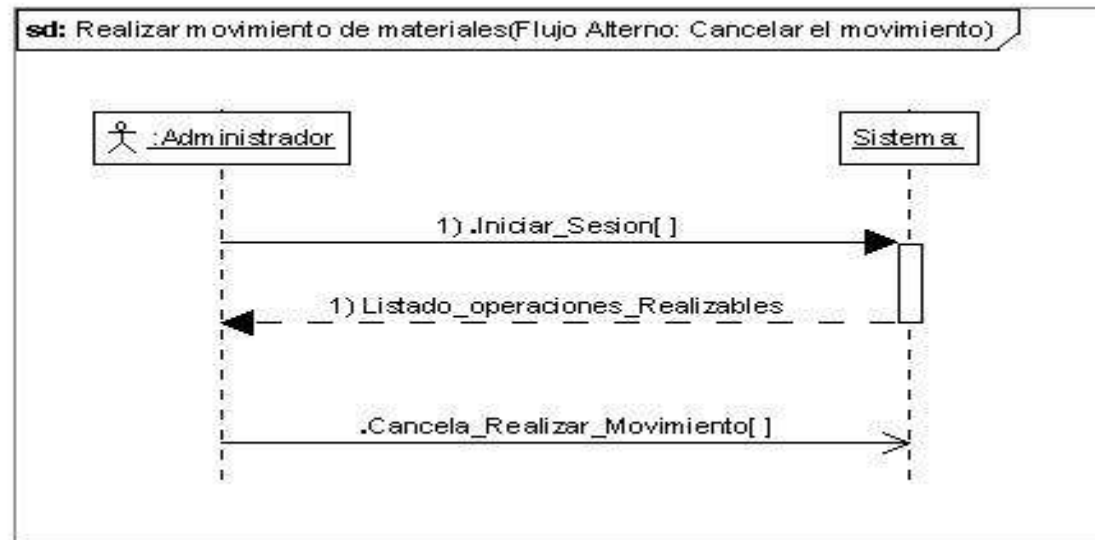 sd: Realizar movimiento de materiales(Flujo Alterno: Cancelar el movimiento)
:Administrador
Sistema:
1) .Iniciar_Sesion[ ]
1) Listado_operaciones_Realizables
.Cancela_Realizar_Movimiento[ ]